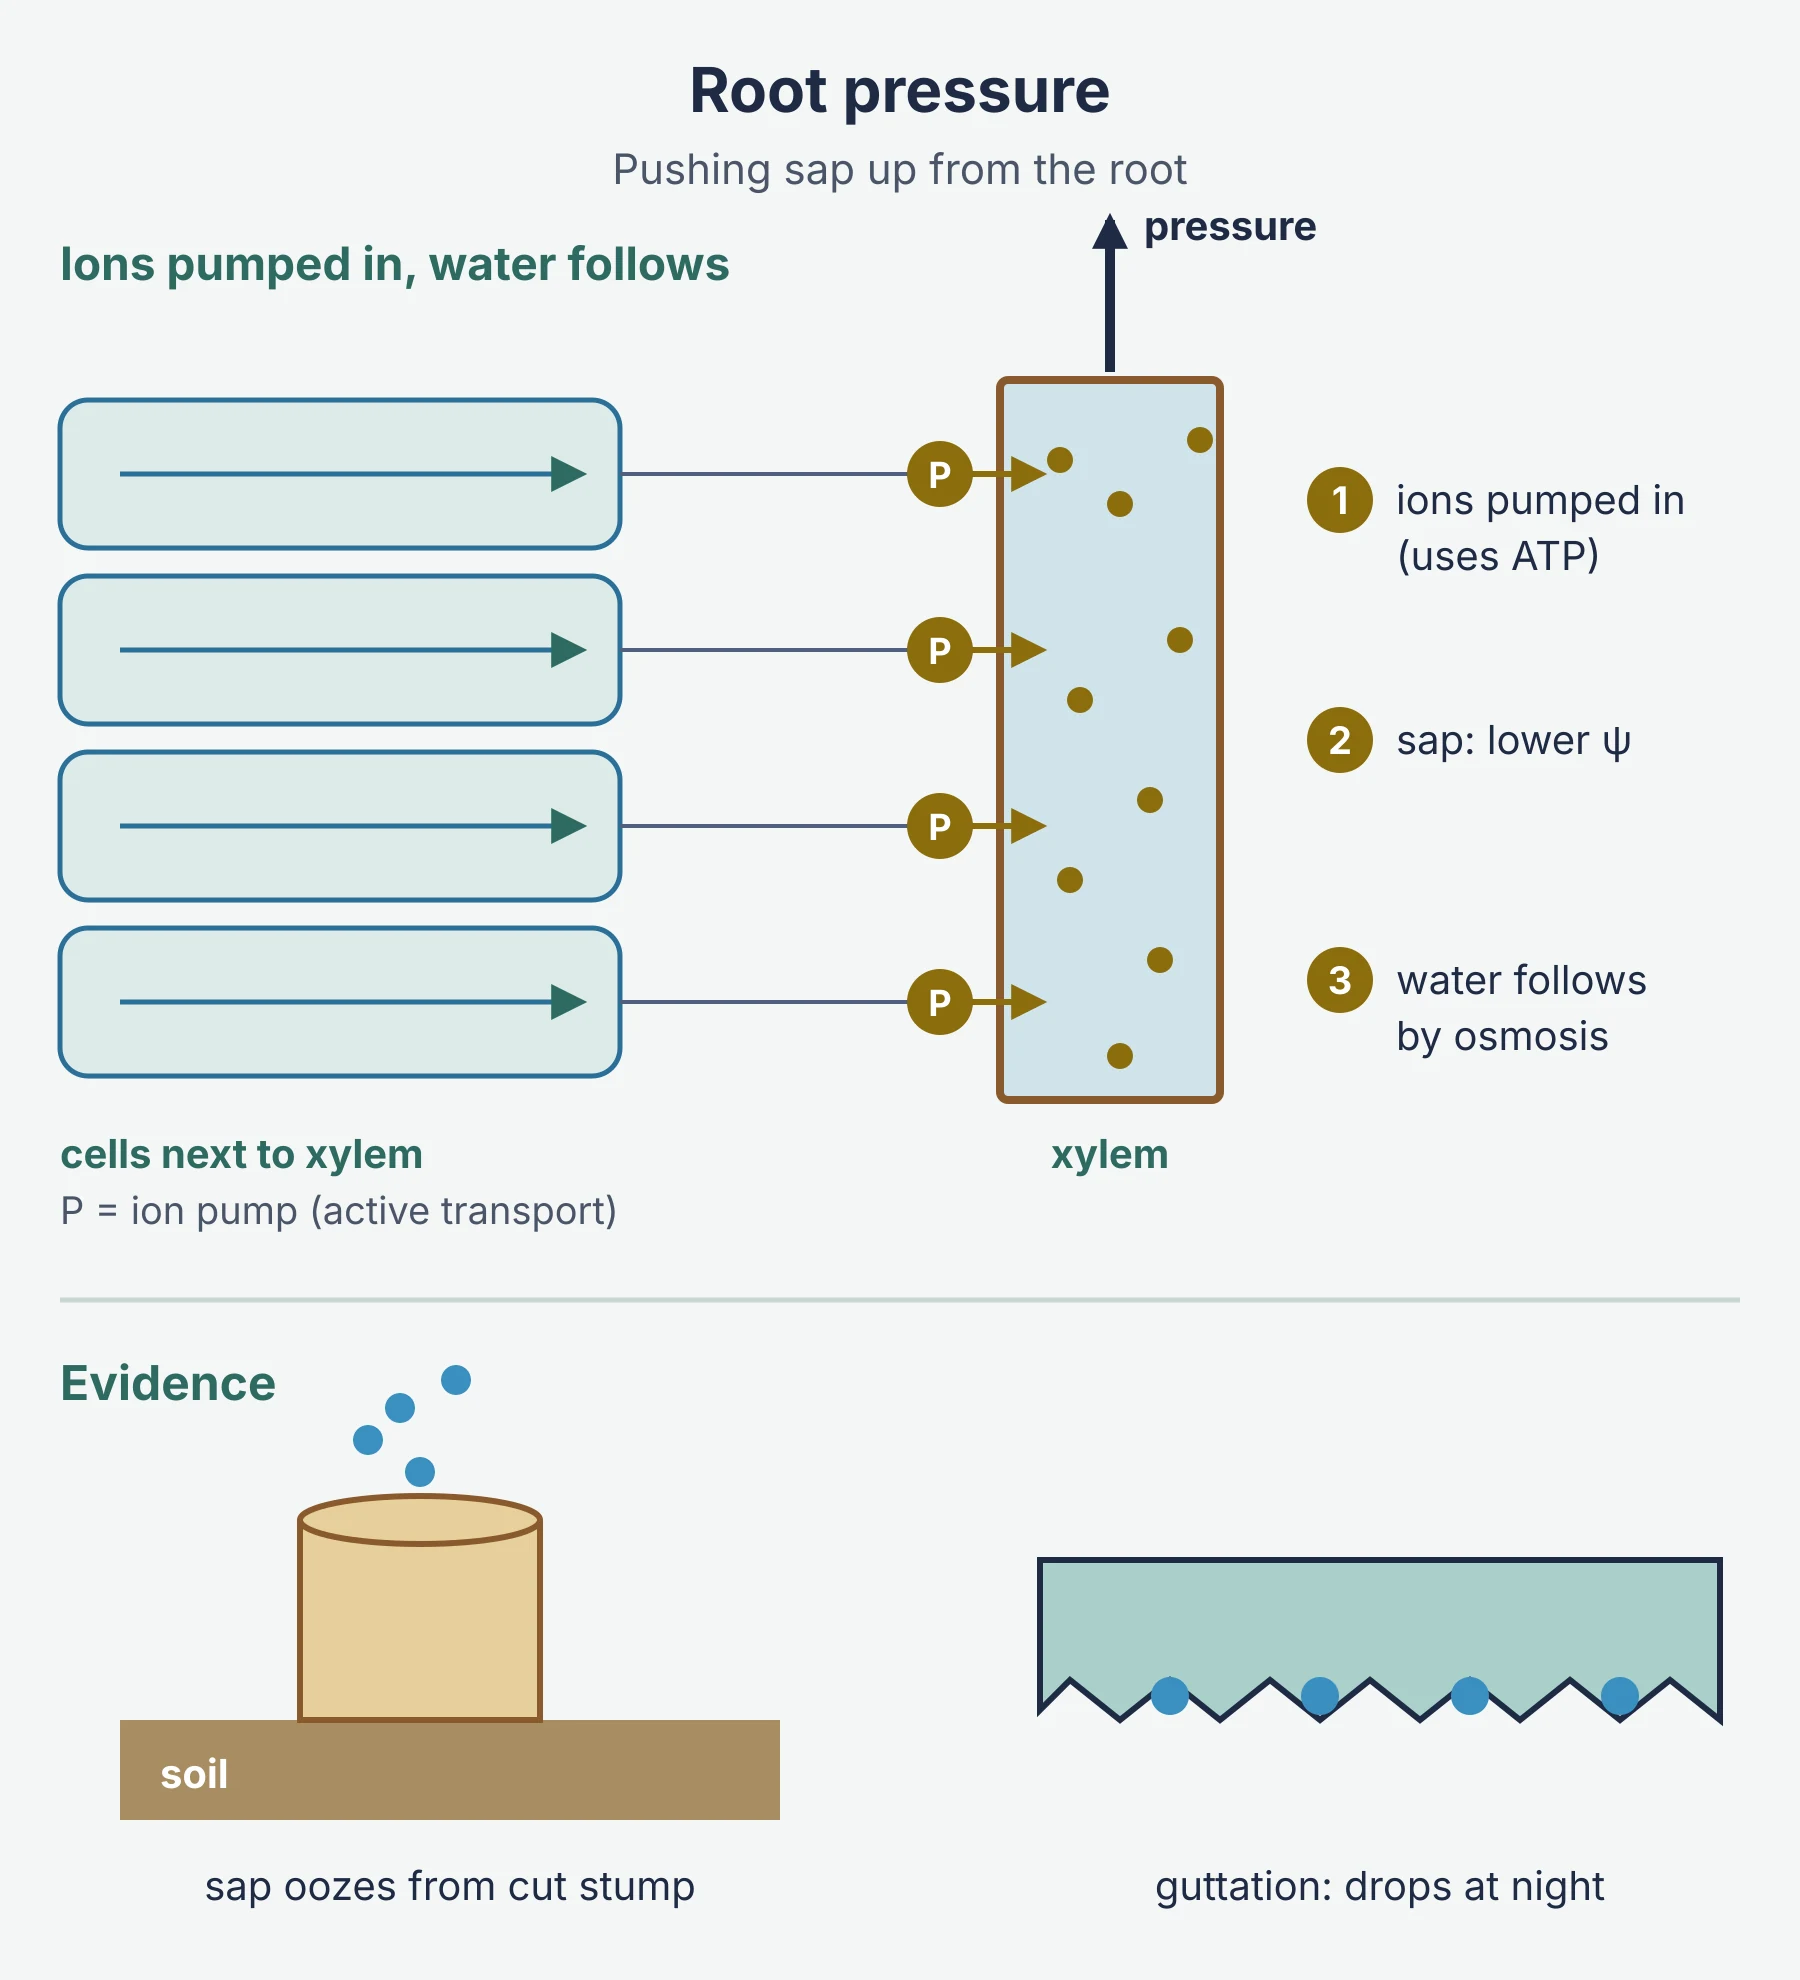 Root pressure
Pushing sap up from the root
pressure
Ions pumped in, water follows
P
P
P
P
1 ions pumped in
(uses ATP)
2 sap: lower ψ
3 water follows
by osmosis
cells next to xylem
P = ion pump (active transport)
xylem
Evidence
soil
sap oozes from cut stump
guttation: drops at night